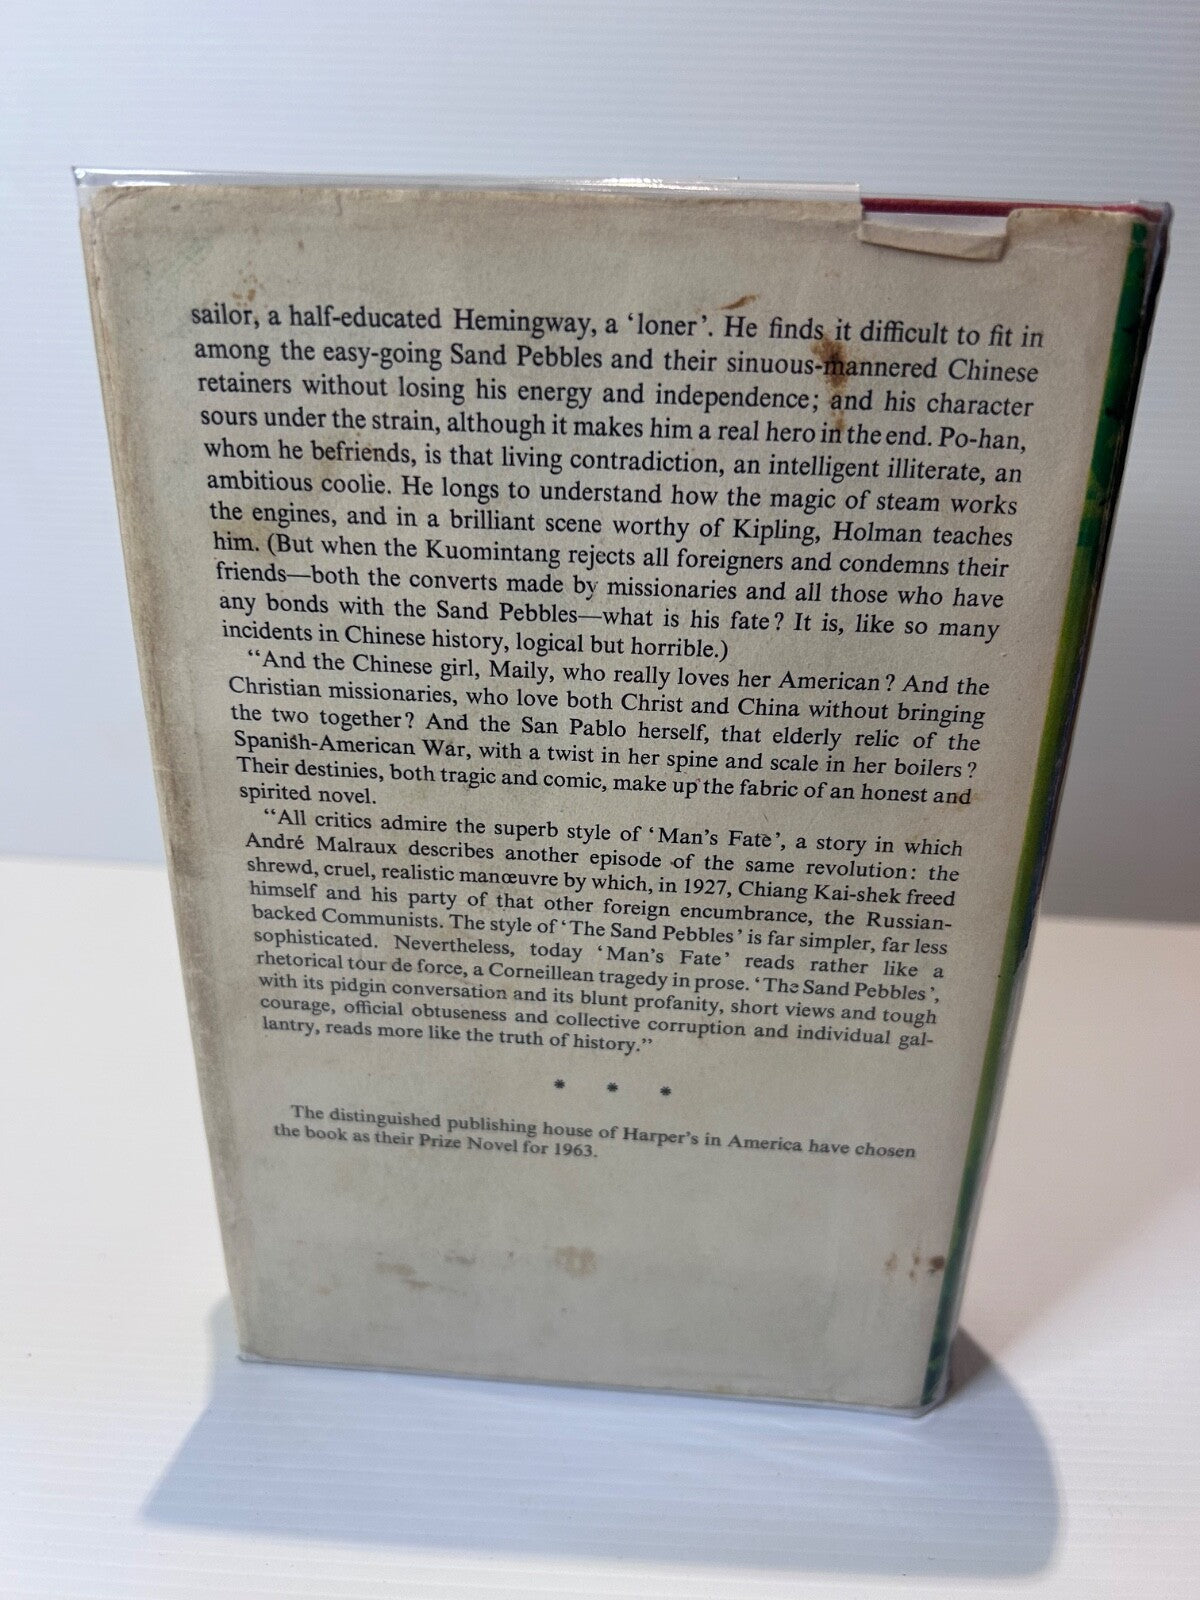 sailor, a half-educated Hemingway, a ‘loner’. He finds it difficult to fit in
among the easy-going Sand Pebbles and their sinuous-mannered Chinese
retainers without losing his energy and independence; and his character
sours under the strain, although it makes him a real hero in the end. Po-han,
whom he befriends, is that living contradiction, an intelligent illiterate, an
ambitious coolie. He longs to understand how the magic of steam works
the engines, and in a brilliant scene worthy of Kipling, Holman teaches
him. (But when the Kuomintang rejects all foreigners and condemns their
friends—both the converts made by missionaries and all those who have
any bonds with the Sand Pebbles—what is his fate? It is, like so many
incidents in Chinese history, logical but horrible.)
“And the Chinese girl, Maily, who really loves her American? And the
Christian missionaries, who love both Christ and China without bringing
the two together? And the San Pablo herself, that elderly relic of the
Spanish-American War, with a twist in her spine and scale in her boilers?
Their destinies, both tragic and comic, make up the fabric of an honest and
spirited novel.
“All critics admire the superb style of ‘Man’s Fate’, a story in which
André Malraux describes another episode of the same revolution: the
shrewd, cruel, realistic manœuvre by which, in 1927, Chiang Kai-shek freed
himself and his party of that other foreign encumbrance, the Russian-
backed Communists. The style of ‘The Sand Pebbles’ is far simpler, far less
sophisticated. Nevertheless, today ‘Man’s Fate’ reads rather like a
rhetorical tour de force, a Corneillean tragedy in prose. ‘The Sand Pebbles’,
with its pidgin conversation and its blunt profanity, short views and tough
courage, official obtuseness and collective corruption and individual gal-
lantry, reads more like the truth of history.”
* * *
The distinguished publishing house of Harper’s in America have chosen
the book as their Prize Novel for 1963.